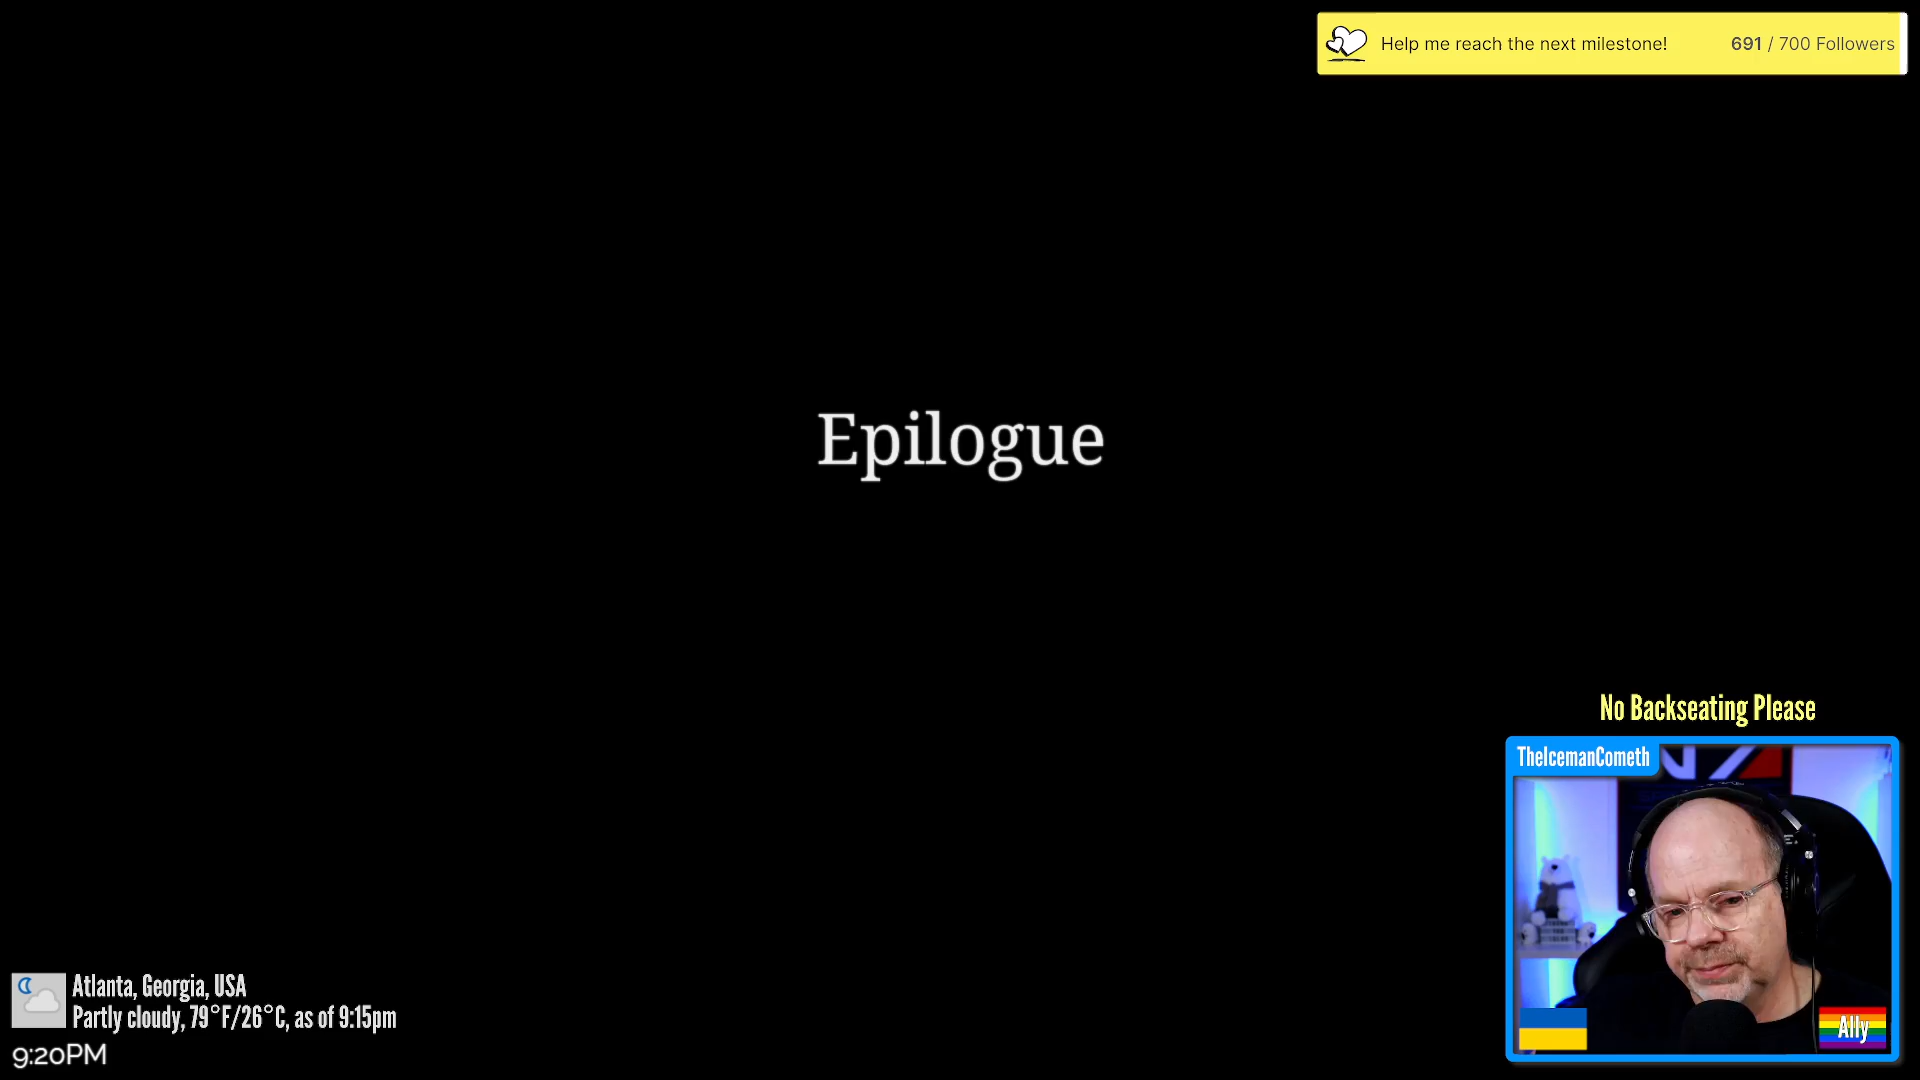 Help me reach the next milestone! 691 / 700 Followers
Epilogue
No Backseating Please
TheIcemanCometh
Ally
Atlanta, Georgia, USA
Partly cloudy, 79°F/26°C, as of 9:15pm
9:20PM